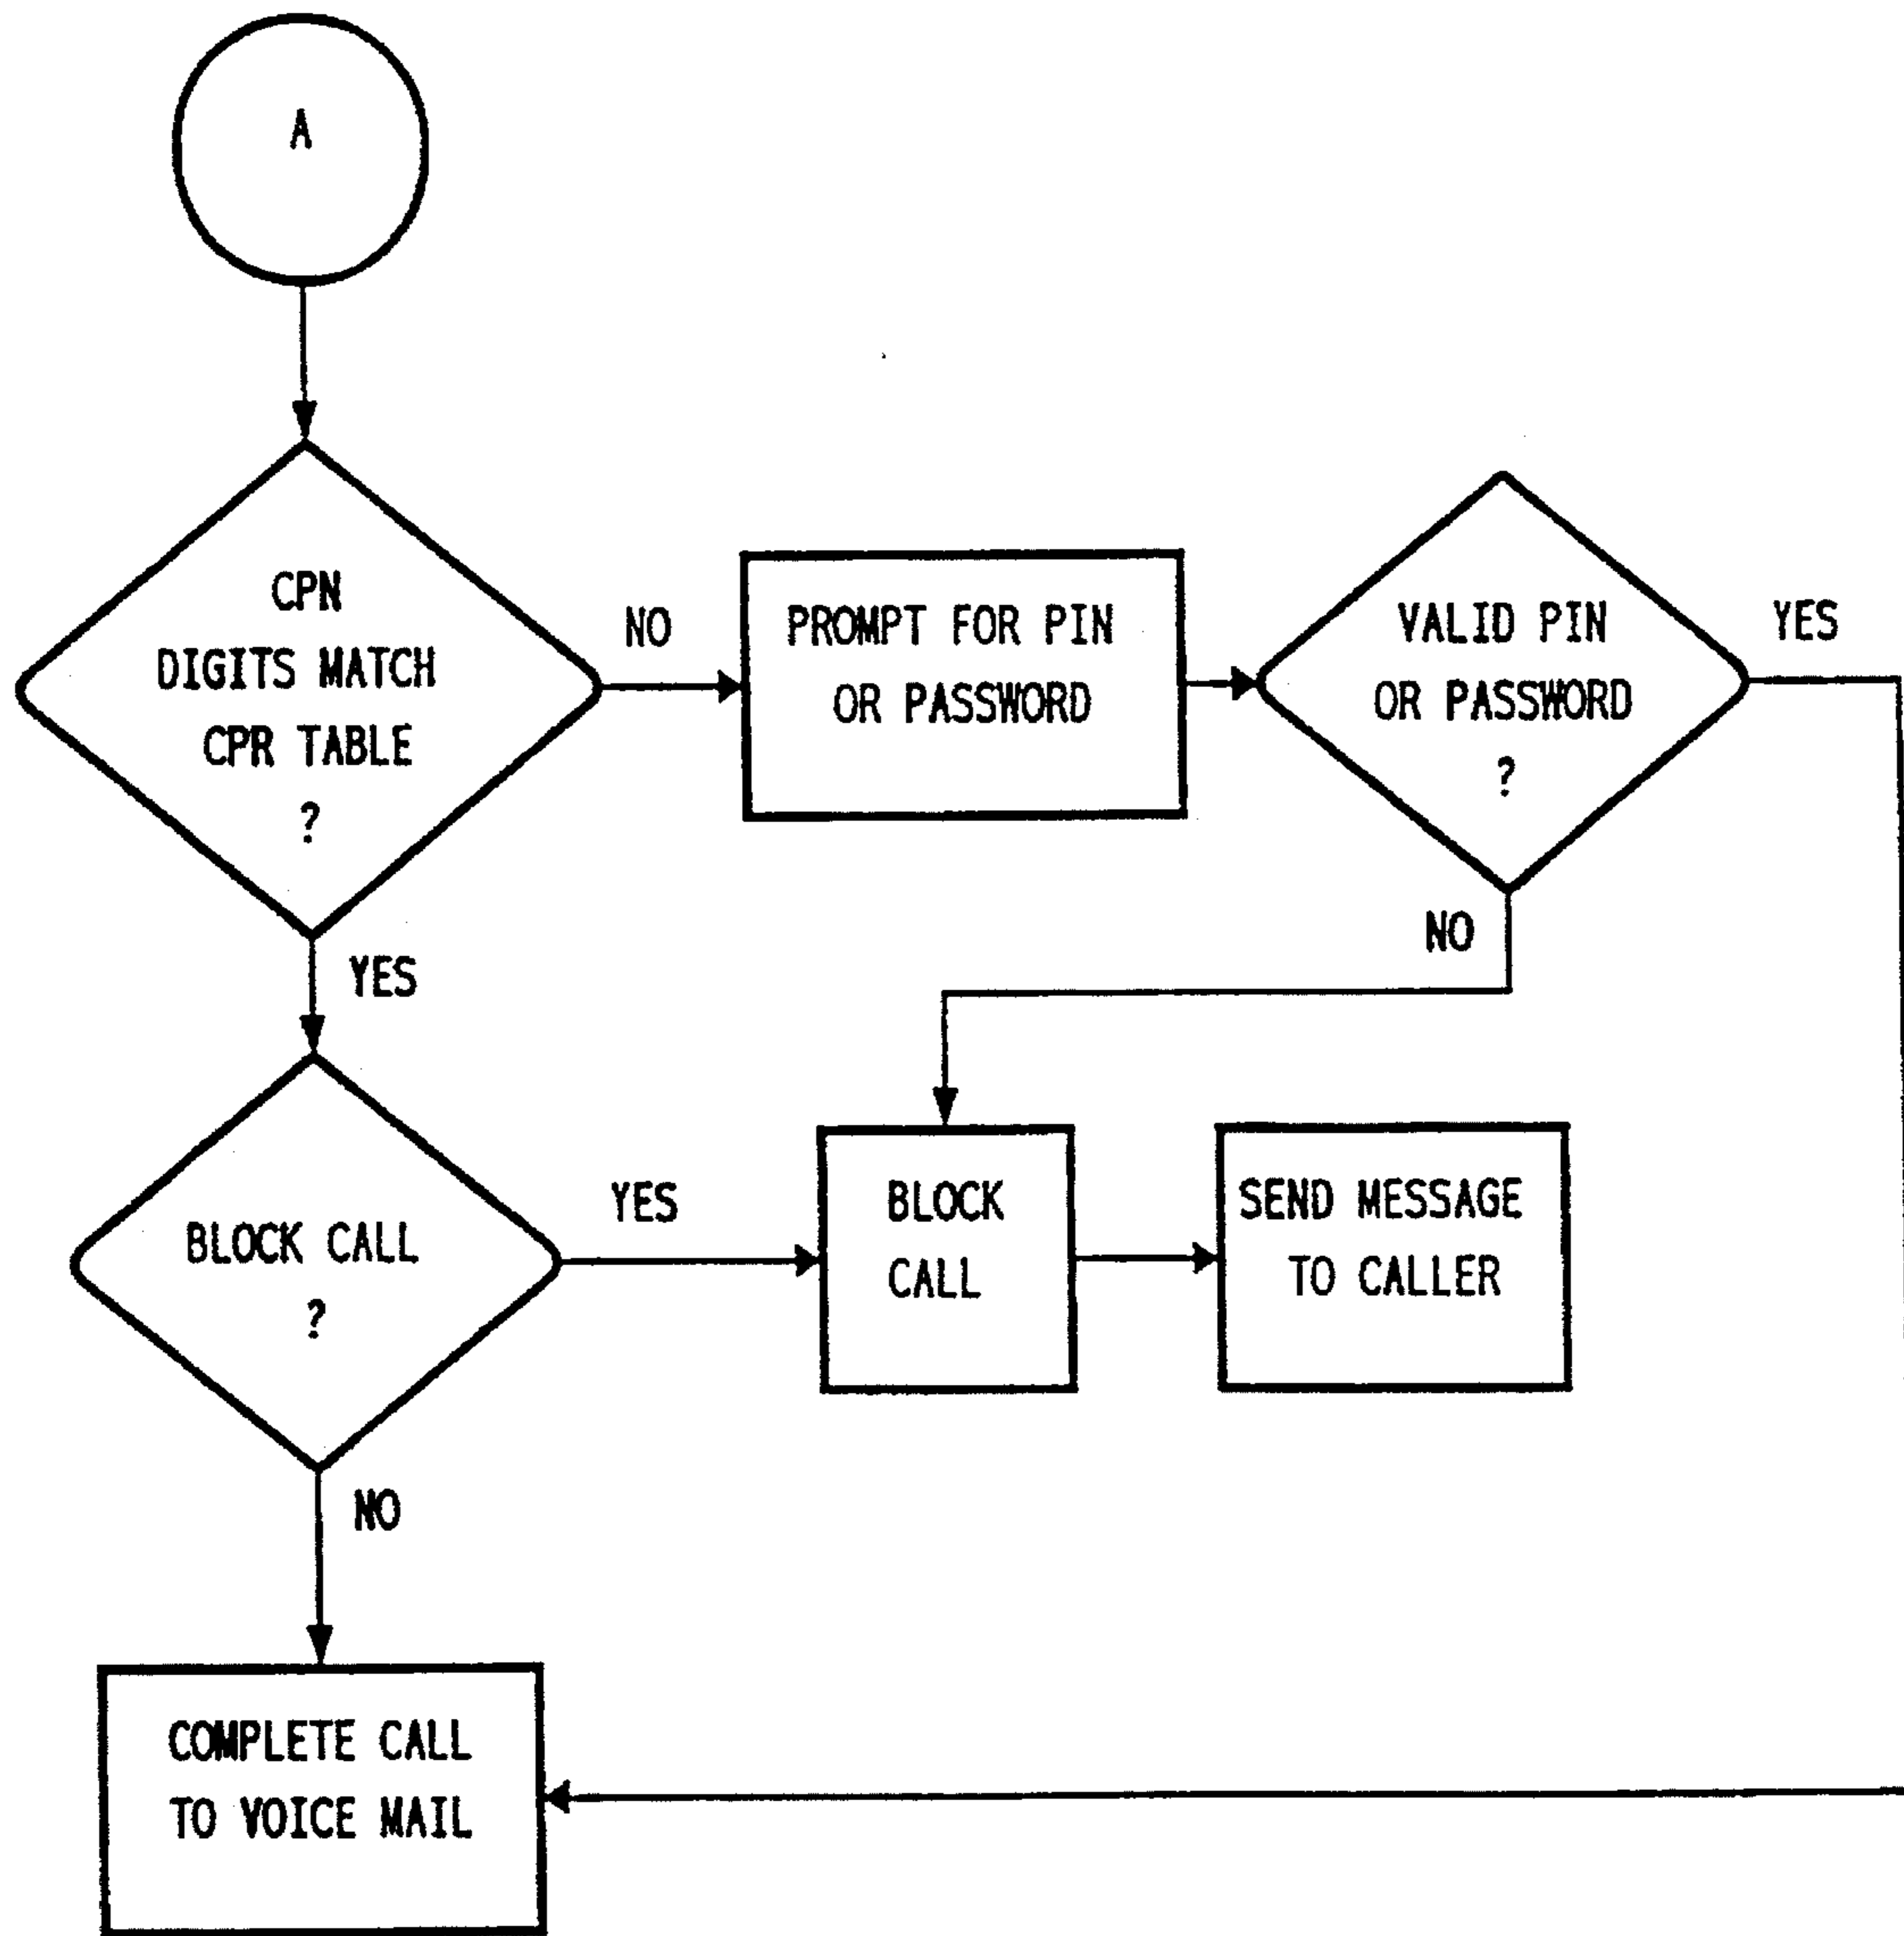 A
CPN
DIGITS MATCH
CPR TABLE
?
NO
PROMPT FOR PIN
OR PASSWORD
VALID PIN
OR PASSWORD
?
YES
NO
YES
BLOCK CALL
?
YES
BLOCK
CALL
SEND MESSAGE
TO CALLER
NO
COMPLETE CALL
TO VOICE MAIL